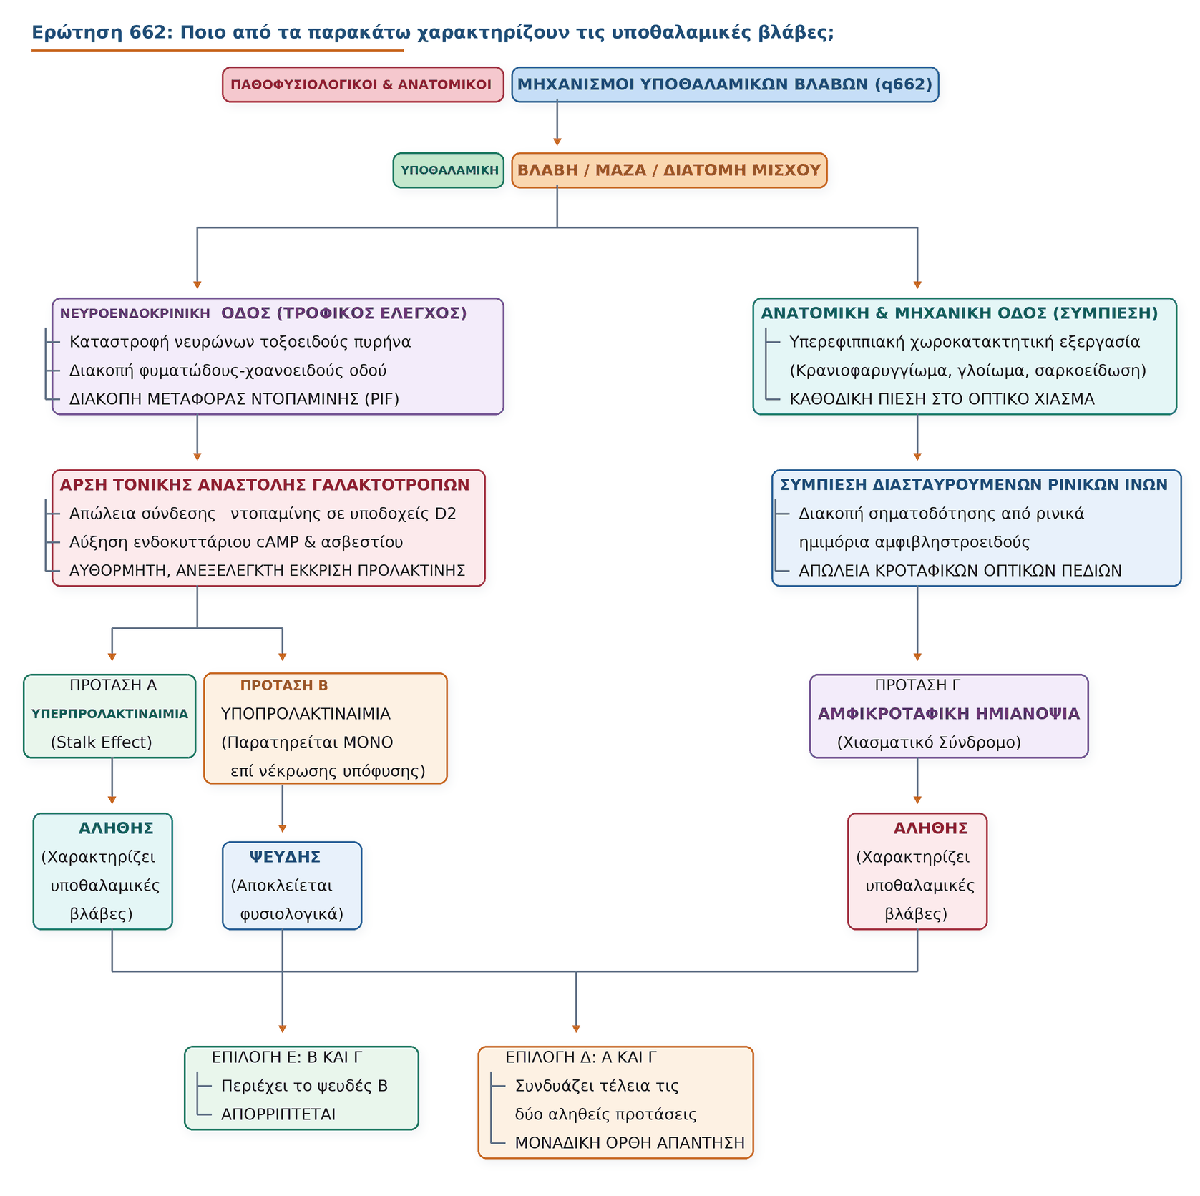 Ερώτηση 662: Ποιο από τα παρακάτω χαρακτηρίζουν τις υποθαλαμικές βλάβες;
ΠΑΘΟΦΥΣΙΟΛΟΓΙΚΟΙ & ΑΝΑΤΟΜΙΚΟΙ
ΜΗΧΑΝΙΣΜΟΙ ΥΠΟΘΑΛΑΜΙΚΩΝ ΒΛΑΒΩΝ (q662)
ΥΠΟΘΑΛΑΜΙΚΗ
ΒΛΑΒΗ / ΜΑΖΑ / ΔΙΑΤΟΜΗ ΜΙΣΧΟΥ
ΝΕΥΡΟΕΝΔΟΚΡΙΝΙΚΗ ΟΔΟΣ (ΤΡΟΦΙΚΟΣ ΕΛΕΓΧΟΣ)
Καταστροφή νευρώνων τοξοειδούς πυρήνα
Διακοπή φυματώδους-χοανοειδούς οδού
ΔΙΑΚΟΠΗ ΜΕΤΑΦΟΡΑΣ ΝΤΟΠΑΜΙΝΗΣ (PIF)
ΑΝΑΤΟΜΙΚΗ & ΜΗΧΑΝΙΚΗ ΟΔΟΣ (ΣΥΜΠΙΕΣΗ)
Υπερεφιππιακή χωροκατακτητική εξεργασία
(Κρανιοφαρυγγίωμα, γλοίωμα, σαρκοείδωση)
ΚΑΘΟΔΙΚΗ ΠΙΕΣΗ ΣΤΟ ΟΠΤΙΚΟ ΧΙΑΣΜΑ
ΑΡΣΗ ΤΟΝΙΚΗΣ ΑΝΑΣΤΟΛΗΣ ΓΑΛΑΚΤΟΤΡΟΠΩΝ
Απώλεια σύνδεσης ντοπαμίνης σε υποδοχείς D2
Αύξηση ενδοκυττάριου cAMP & ασβεστίου
ΑΥΘΟΡΜΗΤΗ, ΑΝΕΞΕΛΕΓΚΤΗ ΕΚΚΡΙΣΗ ΠΡΟΛΑΚΤΙΝΗΣ
ΣΥΜΠΙΕΣΗ ΔΙΑΣΤΑΥΡΟΥΜΕΝΩΝ ΡΙΝΙΚΩΝ ΙΝΩΝ
Διακοπή σηματοδότησης από ρινικά
ημιμόρια αμφιβληστροειδούς
ΑΠΩΛΕΙΑ ΚΡΟΤΑΦΙΚΩΝ ΟΠΤΙΚΩΝ ΠΕΔΙΩΝ
ΠΡΟΤΑΣΗ Α
ΥΠΕΡΠΡΟΛΑΚΤΙΝΑΙΜΙΑ
(Stalk Effect)
ΠΡΟΤΑΣΗ Β
ΥΠΟΠΡΟΛΑΚΤΙΝΑΙΜΙΑ
(Παρατηρείται ΜΟΝΟ
επί νέκρωσης υπόφυσης)
ΠΡΟΤΑΣΗ Γ
ΑΜΦΙΚΡΟΤΑΦΙΚΗ ΗΜΙΑΝΟΨΙΑ
(Χιασματικό Σύνδρομο)
ΑΛΗΘΗΣ
(Χαρακτηρίζει
υποθαλαμικές
βλάβες)
ΨΕΥΔΗΣ
(Αποκλείεται
φυσιολογικά)
ΑΛΗΘΗΣ
(Χαρακτηρίζει
υποθαλαμικές
βλάβες)
ΕΠΙΛΟΓΗ Ε: Β ΚΑΙ Γ
Περιέχει το ψευδές Β
ΑΠΟΡΡΙΠΤΕΤΑΙ
ΕΠΙΛΟΓΗ Δ: Α ΚΑΙ Γ
Συνδυάζει τέλεια τις
δύο αληθείς προτάσεις
ΜΟΝΑΔΙΚΗ ΟΡΘΗ ΑΠΑΝΤΗΣΗ